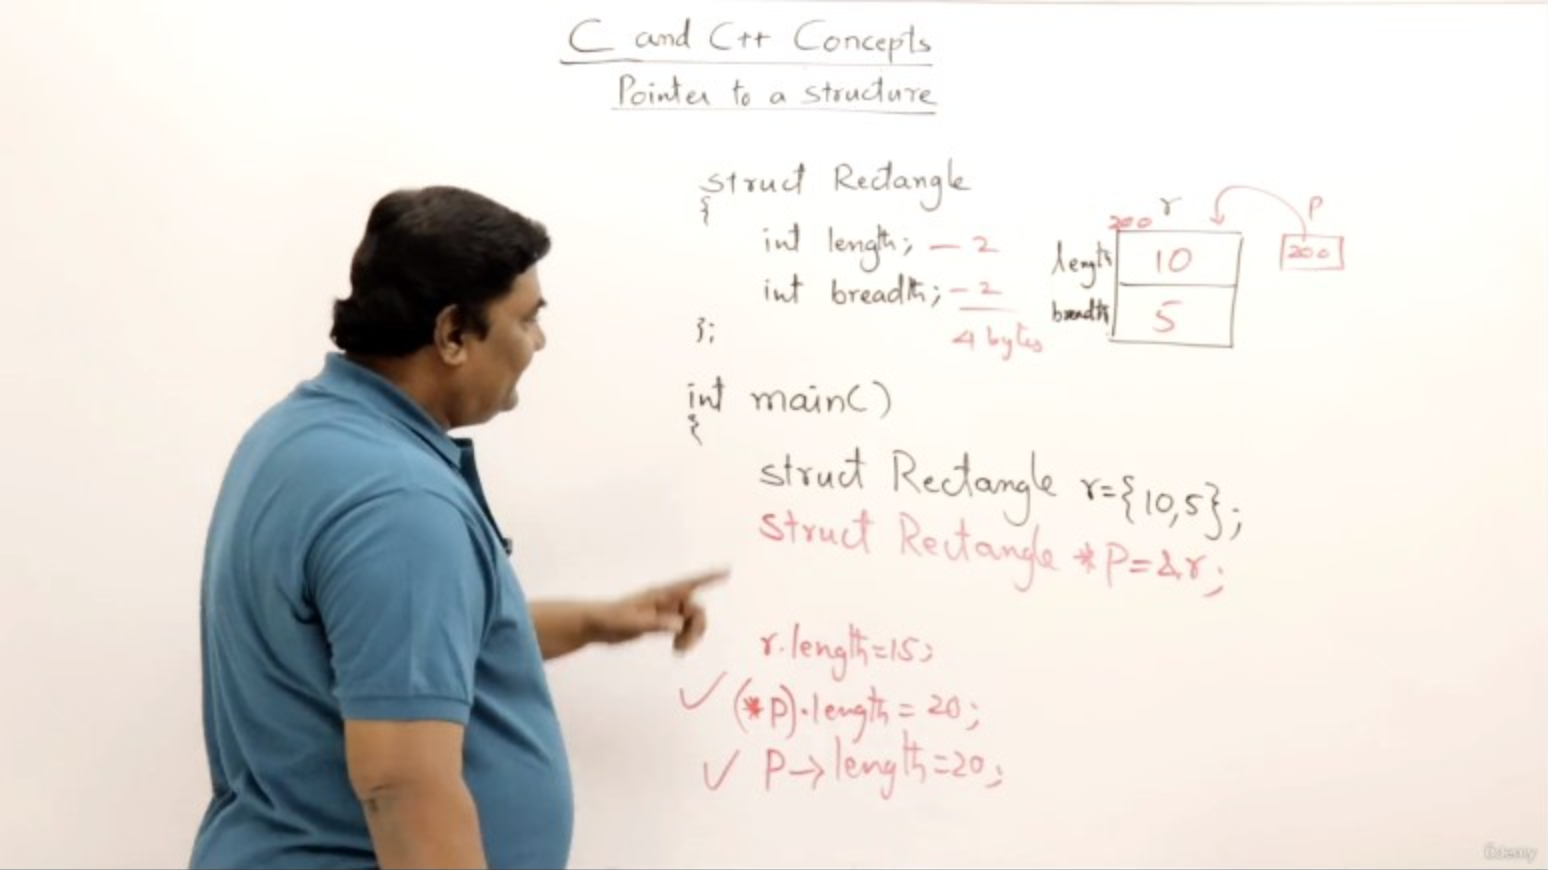 C and C++ Concepts
Pointer to a structure
struct Rectangle
{
int length; — 2
int breadth; — 2
4 bytes
};
r
200
length 10
breadth 5
p
200
int main()
{
struct Rectangle r={10,5};
struct Rectangle *p=&r;
r.length=15;
✓ (*p).length = 20;
✓ p→length=20;
Udemy